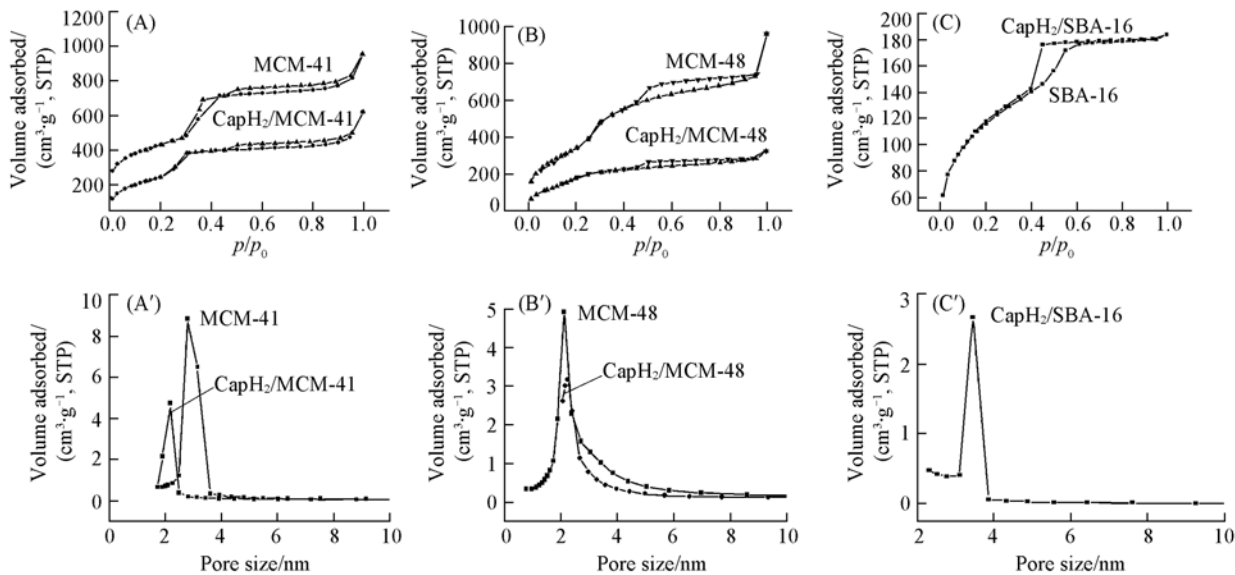 (A)
Volume adsorbed/
(cm³·g⁻¹, STP)
1200
1000
800
600
400
200
MCM-41
CapH₂/MCM-41
0.0 0.2 0.4 0.6 0.8 1.0
p/p₀
(B)
Volume adsorbed/
(cm³·g⁻¹, STP)
1000
800
600
400
200
0
MCM-48
CapH₂/MCM-48
0.0 0.2 0.4 0.6 0.8 1.0
p/p₀
(C)
Volume adsorbed/
(cm³·g⁻¹, STP)
200
180
160
140
120
100
80
60
CapH₂/SBA-16
SBA-16
0.0 0.2 0.4 0.6 0.8 1.0
p/p₀
(A′)
Volume adsorbed/
(cm³·g⁻¹, STP)
10
8
6
4
2
0
MCM-41
CapH₂/MCM-41
0 2 4 6 8 10
Pore size/nm
(B′)
Volume adsorbed/
(cm³·g⁻¹, STP)
5
4
3
2
1
0
MCM-48
CapH₂/MCM-48
0 2 4 6 8 10
Pore size/nm
(C′)
Volume adsorbed/
(cm³·g⁻¹, STP)
3
2
1
0
CapH₂/SBA-16
2 4 6 8 10
Pore size/nm